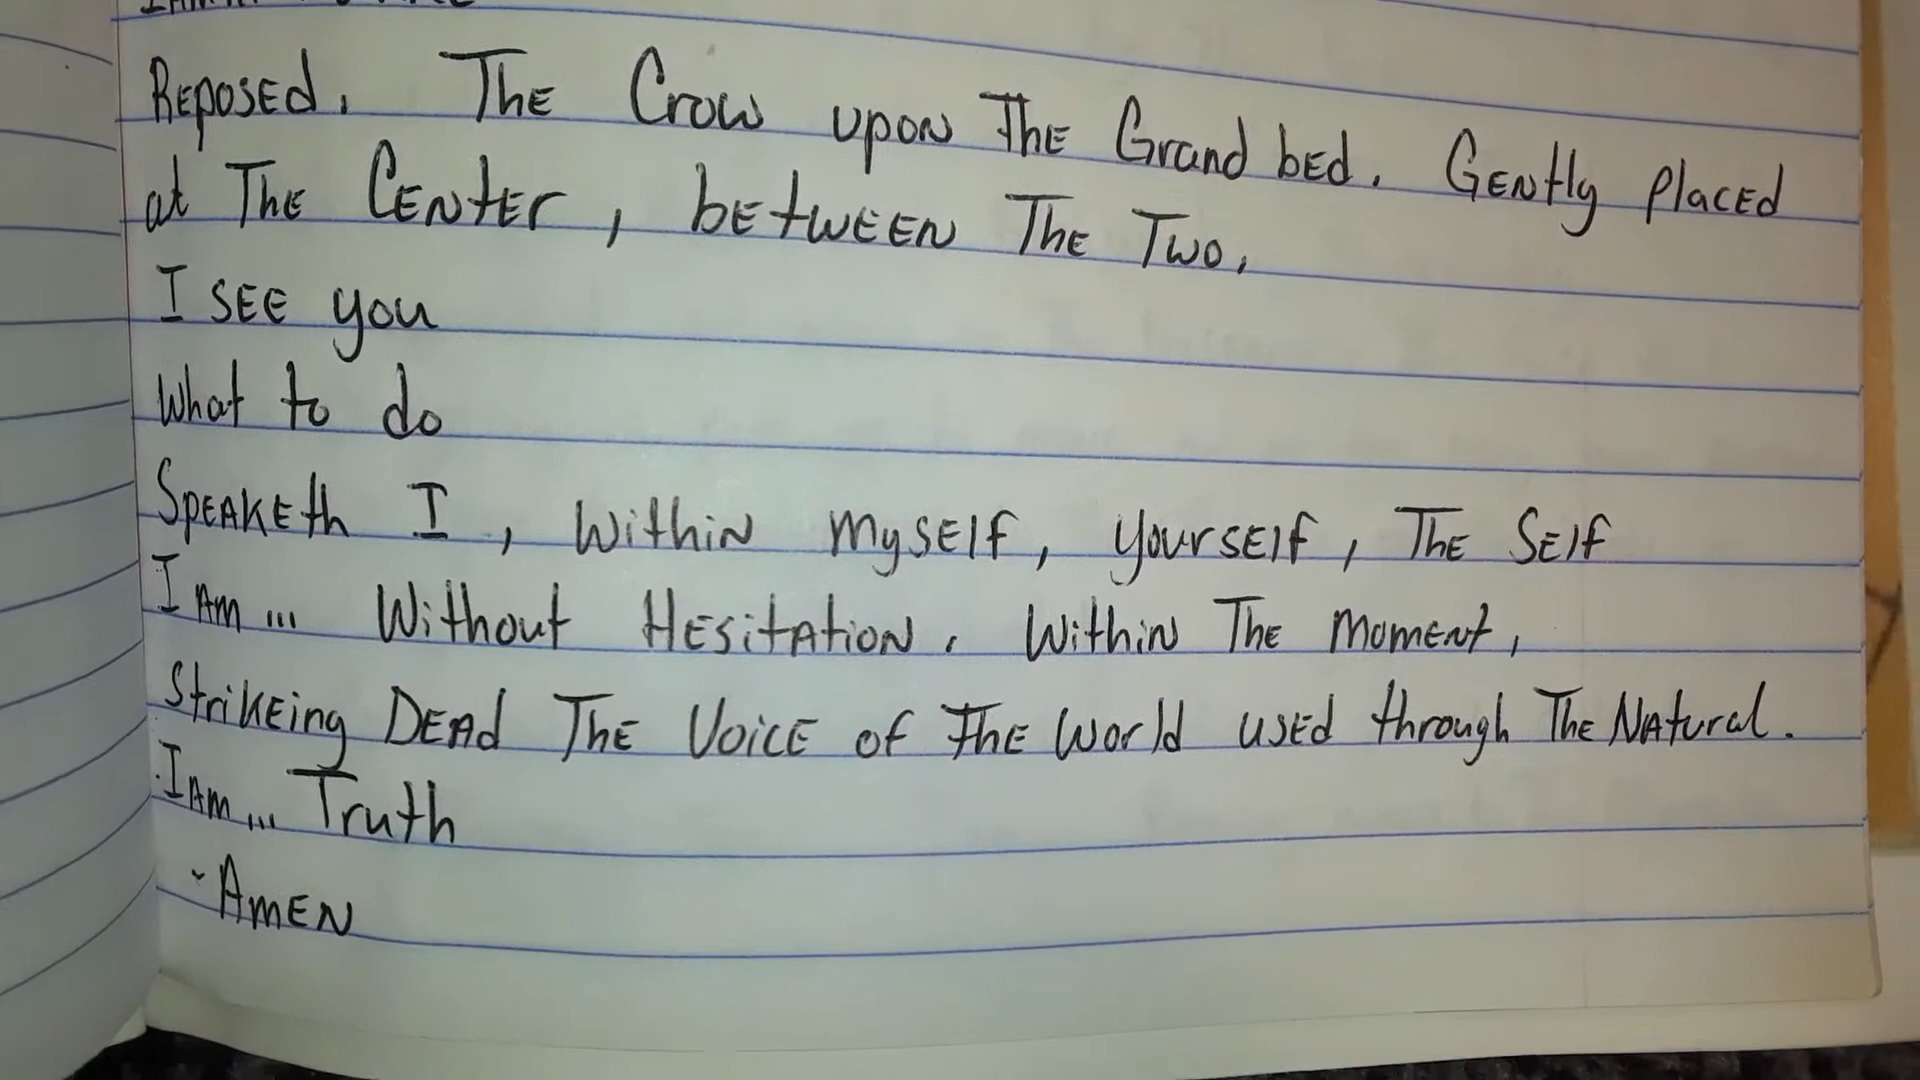 Reposed. The Crow upon The Grand bed. Gently placed
at The Center, between The Two.
I see you
What to do
Speaketh I, Within myself, yourself, The Self
I Am... Without Hesitation. Within The moment,
Strikeing Dead The Voice of The World used through The Natural.
I Am... Truth
~Amen